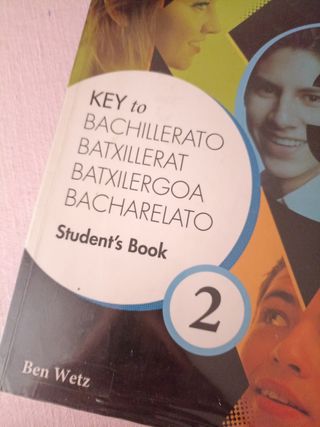 KEY to
BACHILLERATO
BATXILLERAT
BATXILERGOA
BACHARELATO
Student's Book
2
Ben Wetz